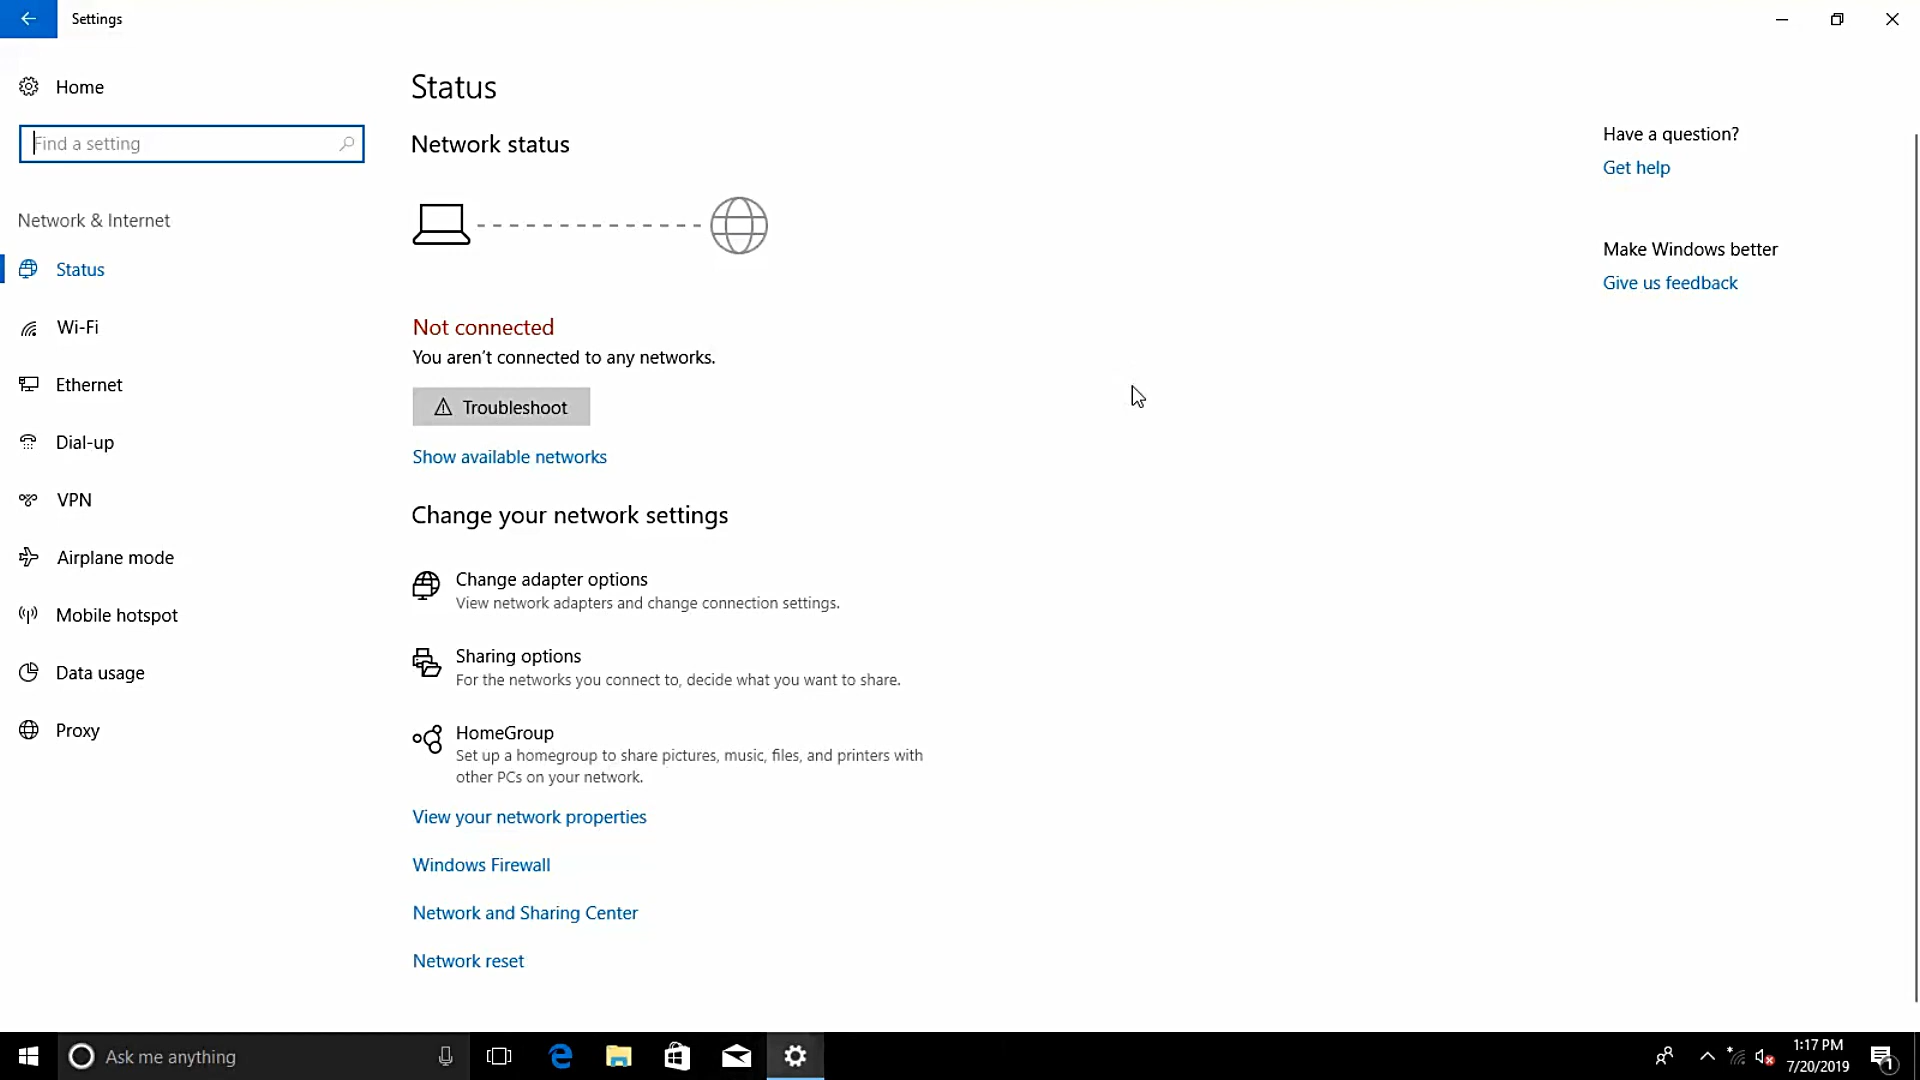 Settings
Home
Find a setting
Network & Internet
Status
Wi-Fi
Ethernet
Dial-up
VPN
Airplane mode
Mobile hotspot
Data usage
Proxy
Status
Network status
Not connected
You aren't connected to any networks.
Troubleshoot
Show available networks
Change your network settings
Change adapter options
View network adapters and change connection settings.
Sharing options
For the networks you connect to, decide what you want to share.
HomeGroup
Set up a homegroup to share pictures, music, files, and printers with
other PCs on your network.
View your network properties
Windows Firewall
Network and Sharing Center
Network reset
Have a question?
Get help
Make Windows better
Give us feedback
Ask me anything
1:17 PM
7/20/2019
1